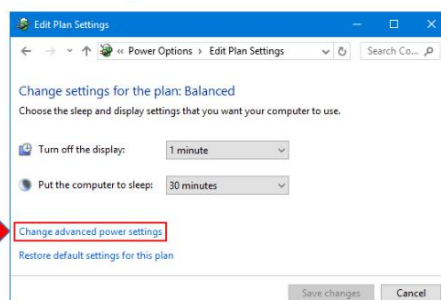 Edit Plan Settings
« Power Options > Edit Plan Settings
Search Co...
Change settings for the plan: Balanced
Choose the sleep and display settings that you want your computer to use.
Turn off the display: 1 minute
Put the computer to sleep: 30 minutes
Change advanced power settings
Restore default settings for this plan
Save changes Cancel